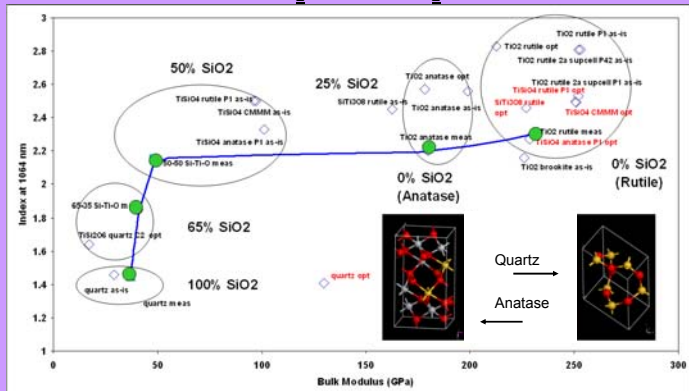 3
2.8
2.6
2.4
2.2
2
1.8
1.6
1.4
1.2
1
Index at 1064 nm
0
50
100
150
200
250
300
Bulk Modulus (GPa)
50% SiO2
TiSiO4 rutile P1 as-is
TiSiO4 CMMM as-is
TiSiO4 anatase P1 as-is
50-50 Si-Ti-O meas
25% SiO2
SiTi3O8 rutile as-is
TiO2 anatase opt
TiO2 anatase as-is
TiO2 anatase meas
0% SiO2
(Anatase)
TiO2 rutile P1 as-is
TiO2 rutile opt
TiO2 rutile 2a supcell P42 as-is
TiO2 rutile 2a supcell P1 as-is
TiSiO4 rutile P1 opt
SiTi3O8 rutile
opt
TiSiO4 CMMM opt
TiO2 rutile meas
TiSiO4 anatase P1 opt
TiO2 brookite as-is
0% SiO2
(Rutile)
65-35 Si-Ti-O m
65% SiO2
TiSi2O6 quartz C2 opt
100% SiO2
quartz as-is
quartz meas
quartz opt
Quartz
Anatase